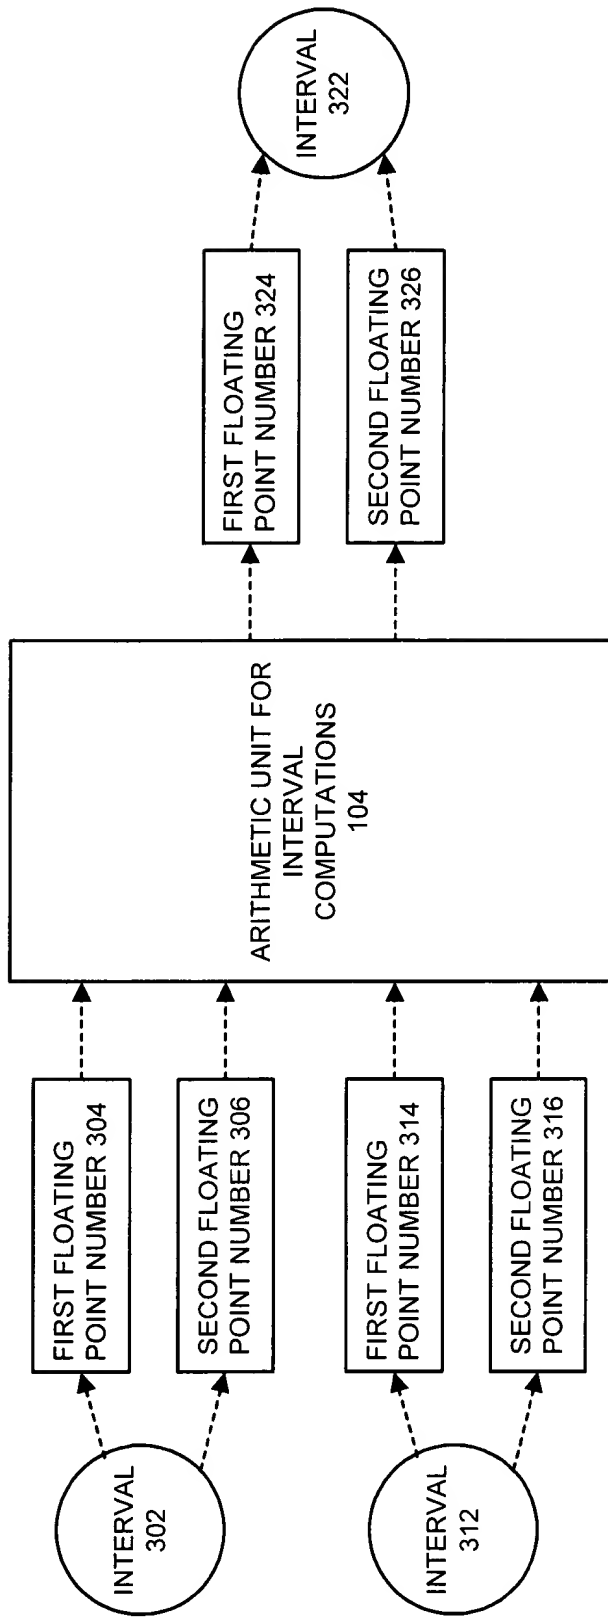 INTERVAL
302
FIRST FLOATING
POINT NUMBER 304
SECOND FLOATING
POINT NUMBER 306
INTERVAL
312
FIRST FLOATING
POINT NUMBER 314
SECOND FLOATING
POINT NUMBER 316
ARITHMETIC UNIT FOR
INTERVAL
COMPUTATIONS
104
FIRST FLOATING
POINT NUMBER 324
SECOND FLOATING
POINT NUMBER 326
INTERVAL
322